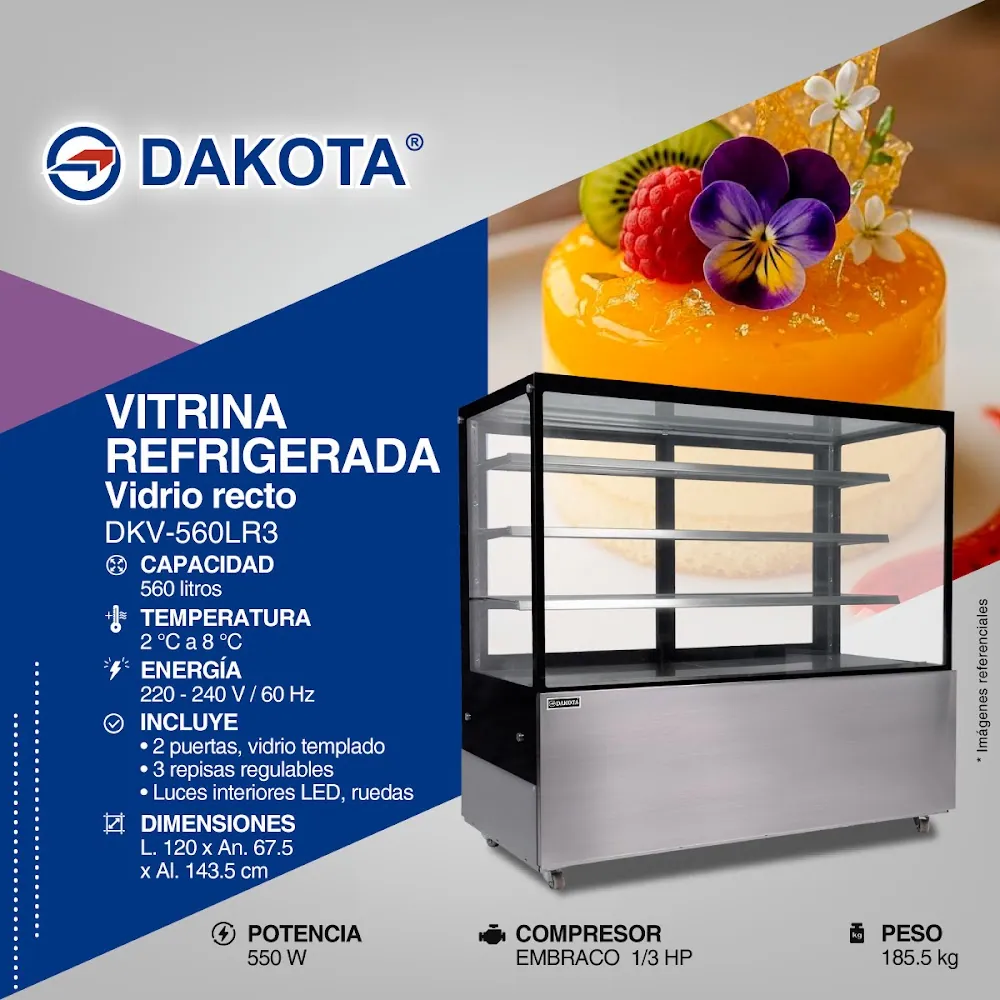 DAKOTA®
VITRINA
REFRIGERADA
Vidrio recto
DKV-560LR3
CAPACIDAD
560 litros
TEMPERATURA
2 °C a 8 °C
ENERGÍA
220 - 240 V / 60 Hz
INCLUYE
• 2 puertas, vidrio templado
• 3 repisas regulables
• Luces interiores LED, ruedas
DIMENSIONES
L. 120 x An. 67.5
x Al. 143.5 cm
DAKOTA
* Imágenes referenciales
POTENCIA
550 W
COMPRESOR
EMBRACO 1/3 HP
kg
PESO
185.5 kg